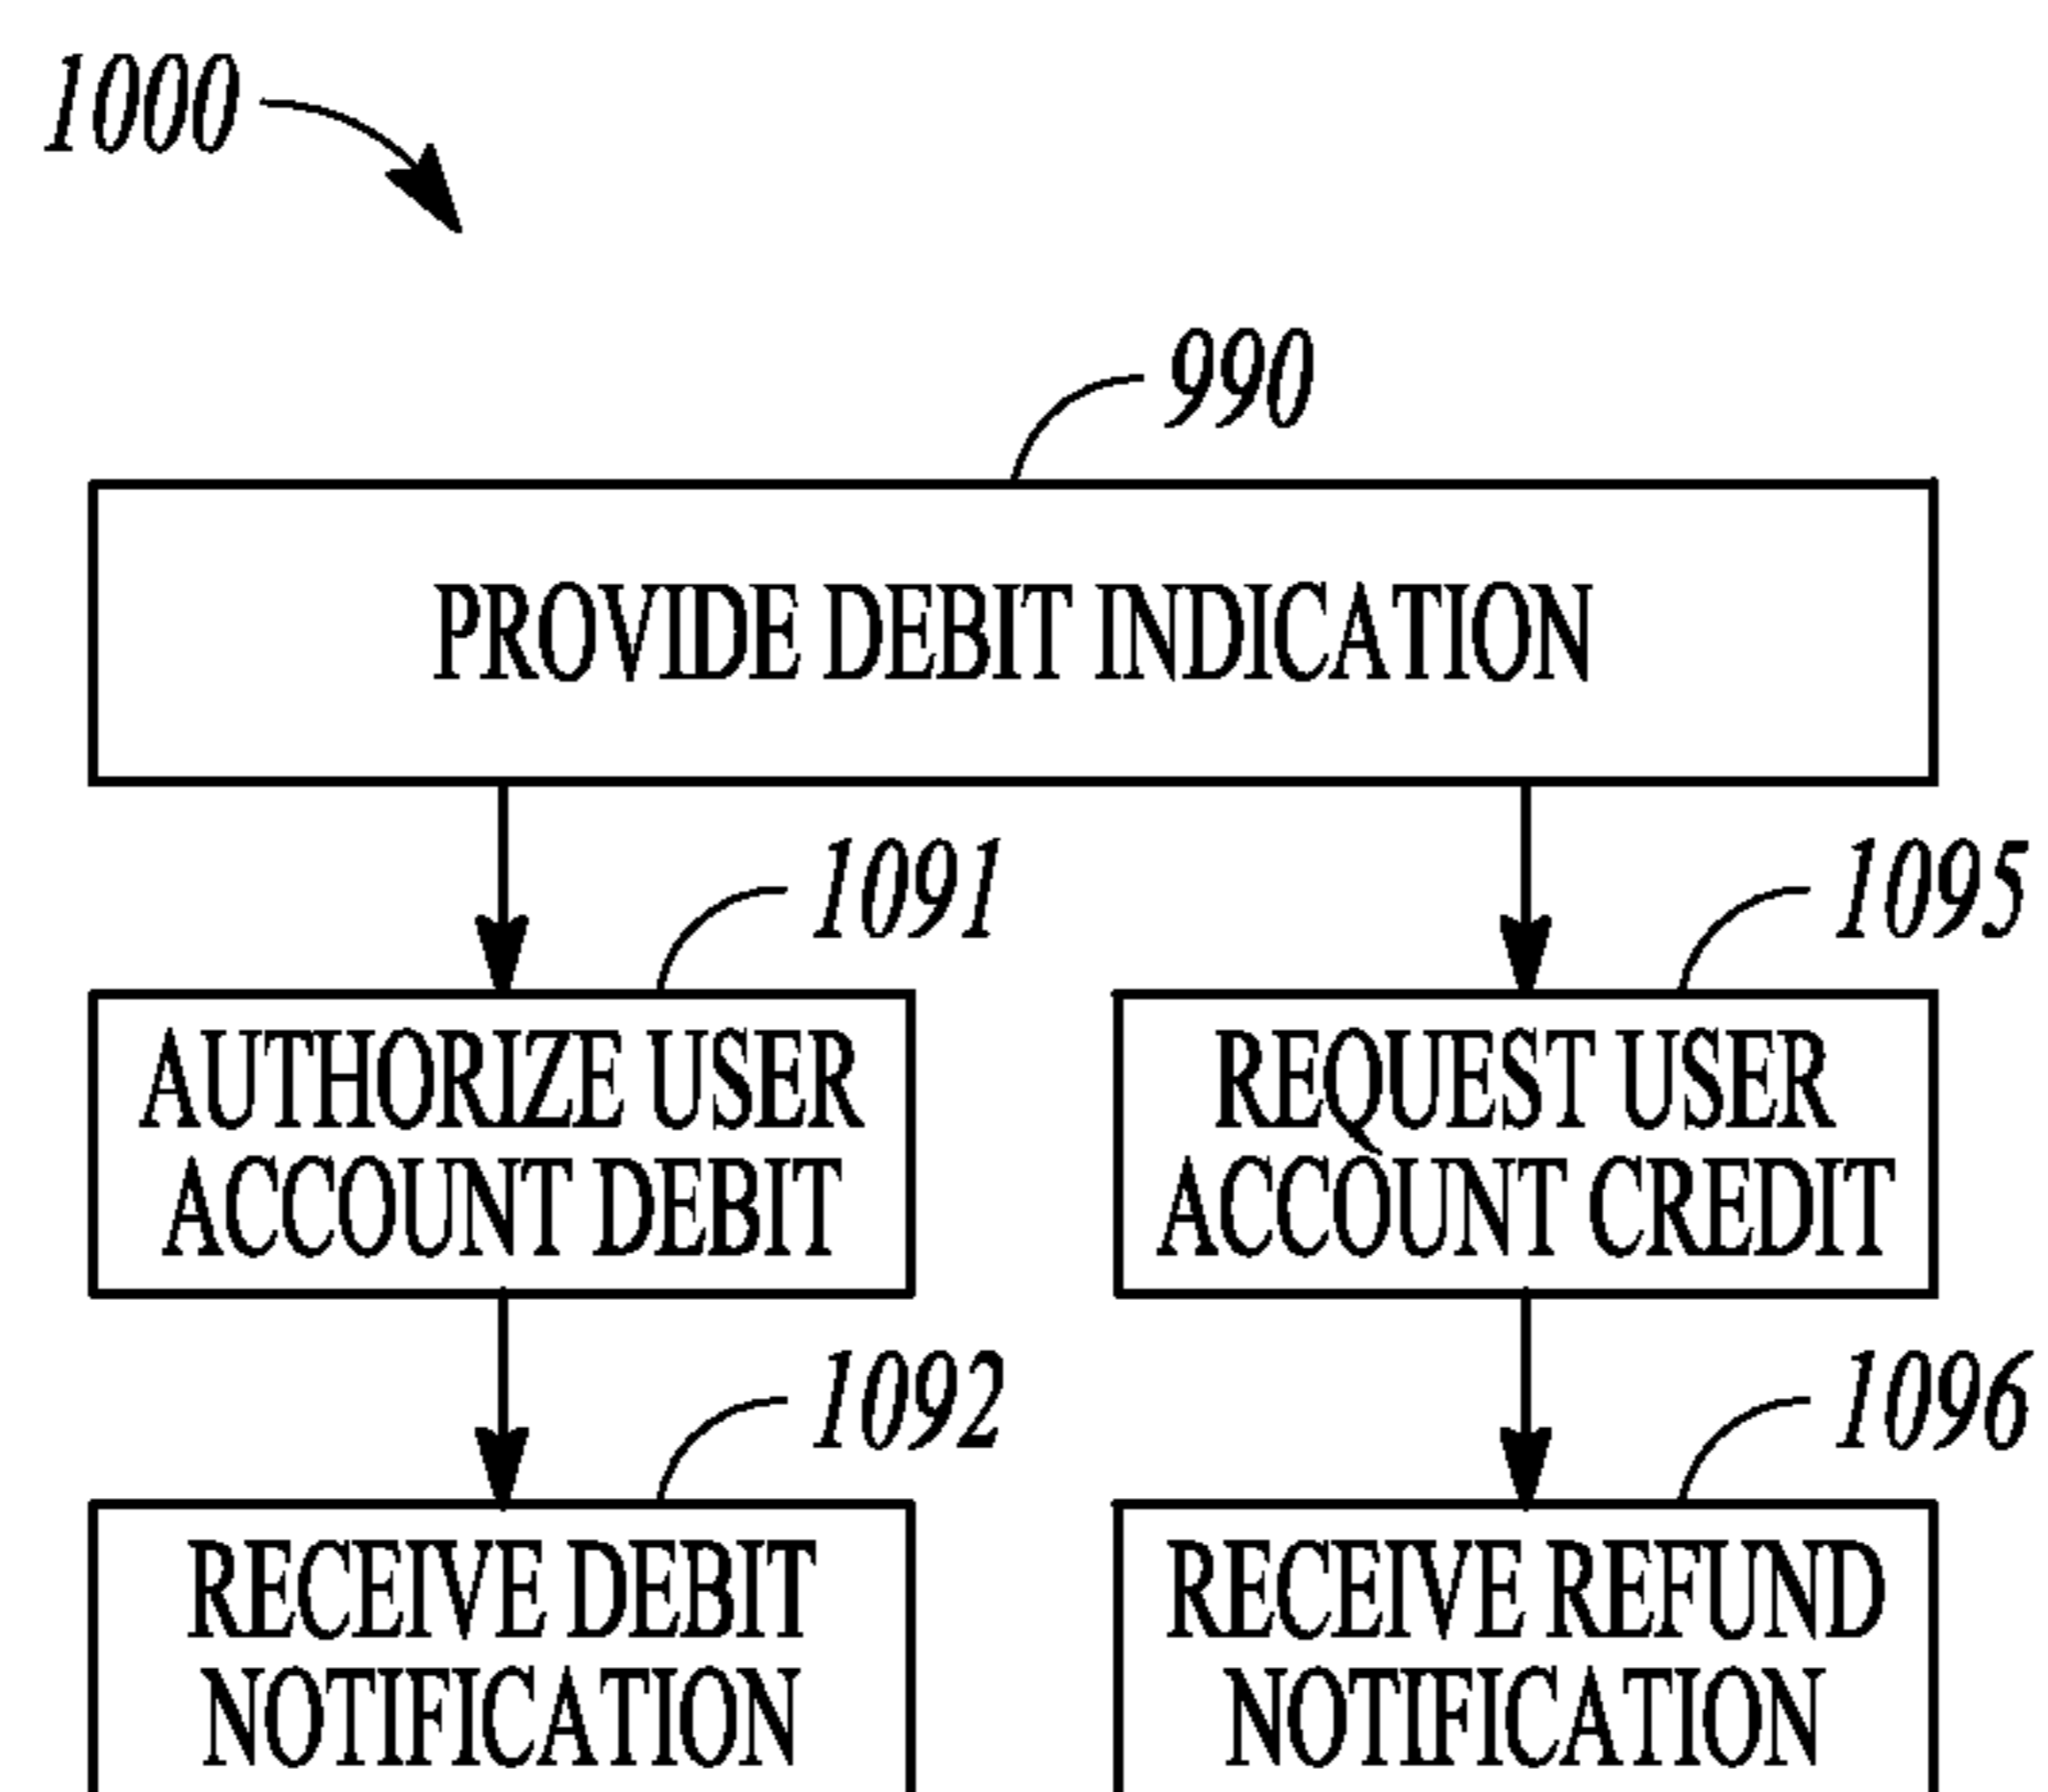 1000
990
PROVIDE DEBIT INDICATION
1091
1095
AUTHORIZE USER
ACCOUNT DEBIT
REQUEST USER
ACCOUNT CREDIT
1092
1096
RECEIVE DEBIT
NOTIFICATION
RECEIVE REFUND
NOTIFICATION